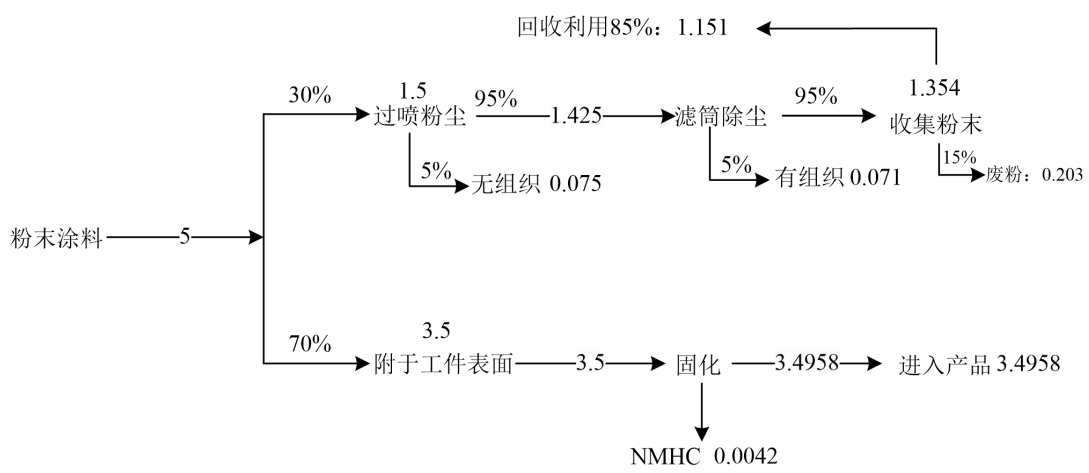 回收利用85%：1.151
30%
1.5
过喷粉尘
95%
1.425
滤筒除尘
95%
1.354
收集粉末
5%
无组织 0.075
5%
有组织 0.071
15%
废粉：0.203
粉末涂料
5
70%
3.5
附于工件表面
3.5
固化
3.4958
进入产品 3.4958
NMHC 0.0042